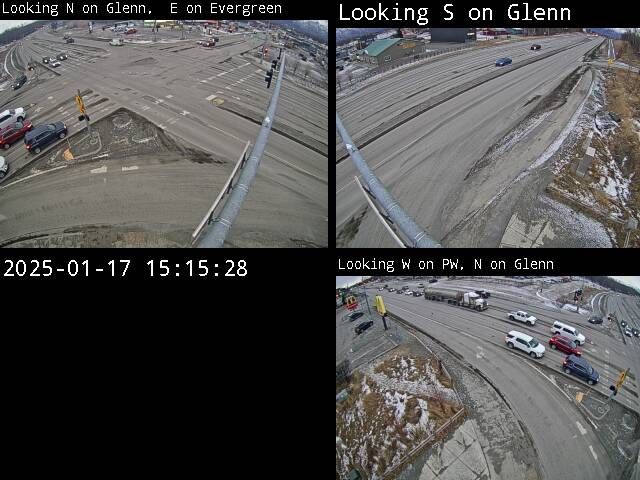 Looking N on Glenn,  E on Evergreen
Looking S on Glenn
2025-01-17 15:15:28
Looking W on PW, N on Glenn